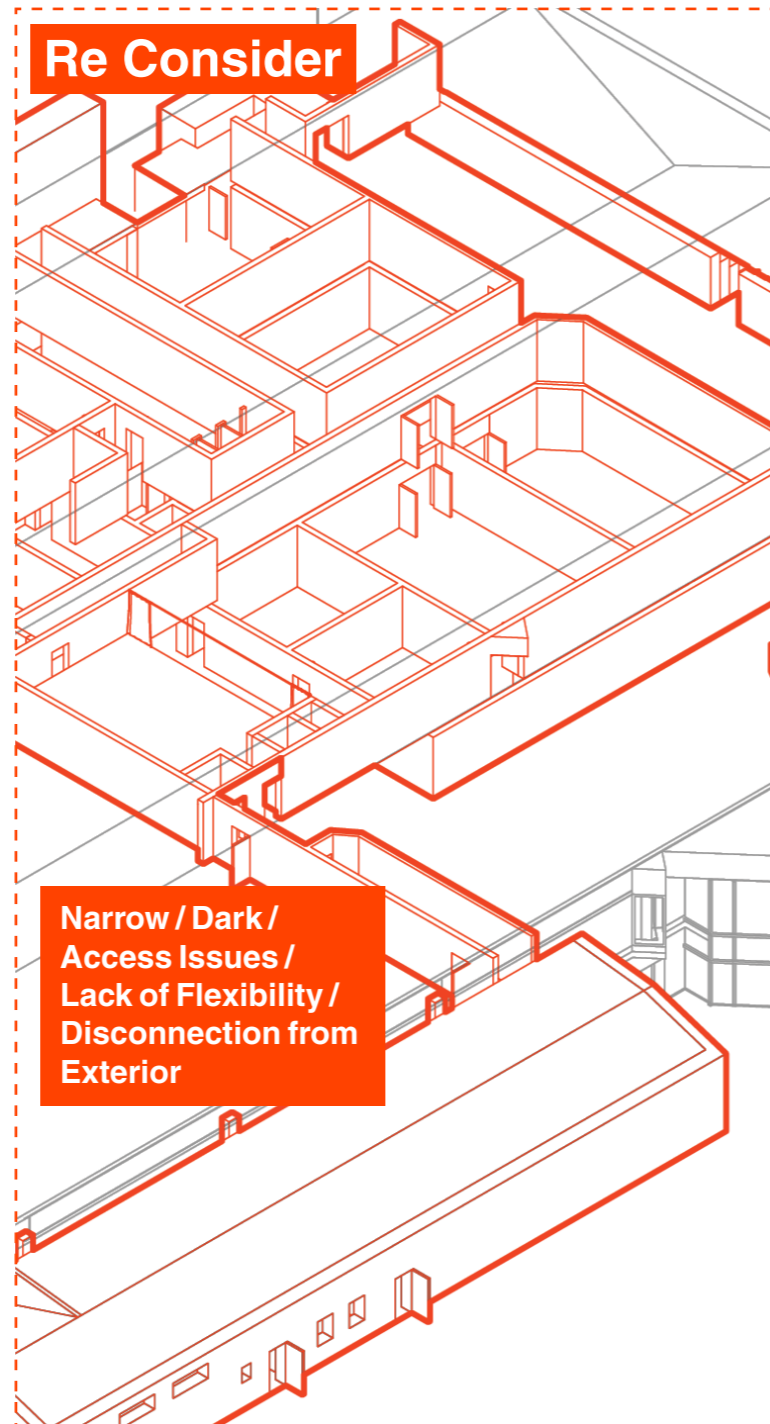 Re Consider
Narrow / Dark /
Access Issues /
Lack of Flexibility /
Disconnection from
Exterior